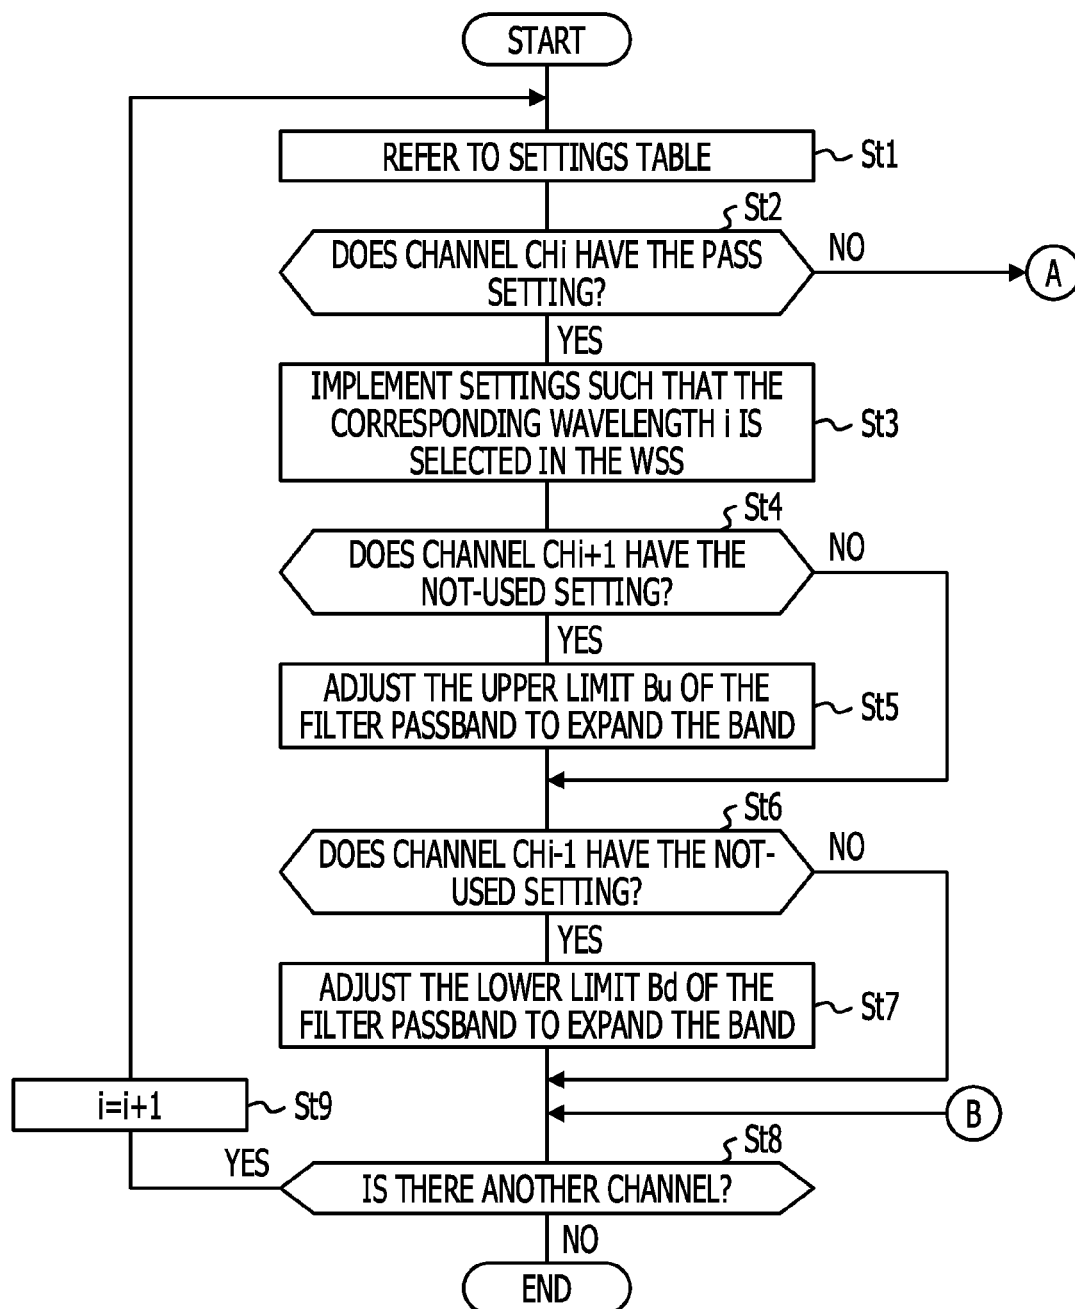 START
REFER TO SETTINGS TABLE
St1
St2
DOES CHANNEL CHi HAVE THE PASS
SETTING?
NO
A
YES
IMPLEMENT SETTINGS SUCH THAT THE
CORRESPONDING WAVELENGTH i IS
SELECTED IN THE WSS
St3
St4
DOES CHANNEL CHi+1 HAVE THE
NOT-USED SETTING?
NO
YES
ADJUST THE UPPER LIMIT Bu OF THE
FILTER PASSBAND TO EXPAND THE BAND
St5
St6
DOES CHANNEL CHi-1 HAVE THE NOT-
USED SETTING?
NO
YES
ADJUST THE LOWER LIMIT Bd OF THE
FILTER PASSBAND TO EXPAND THE BAND
St7
i=i+1
St9
B
St8
YES
IS THERE ANOTHER CHANNEL?
NO
END